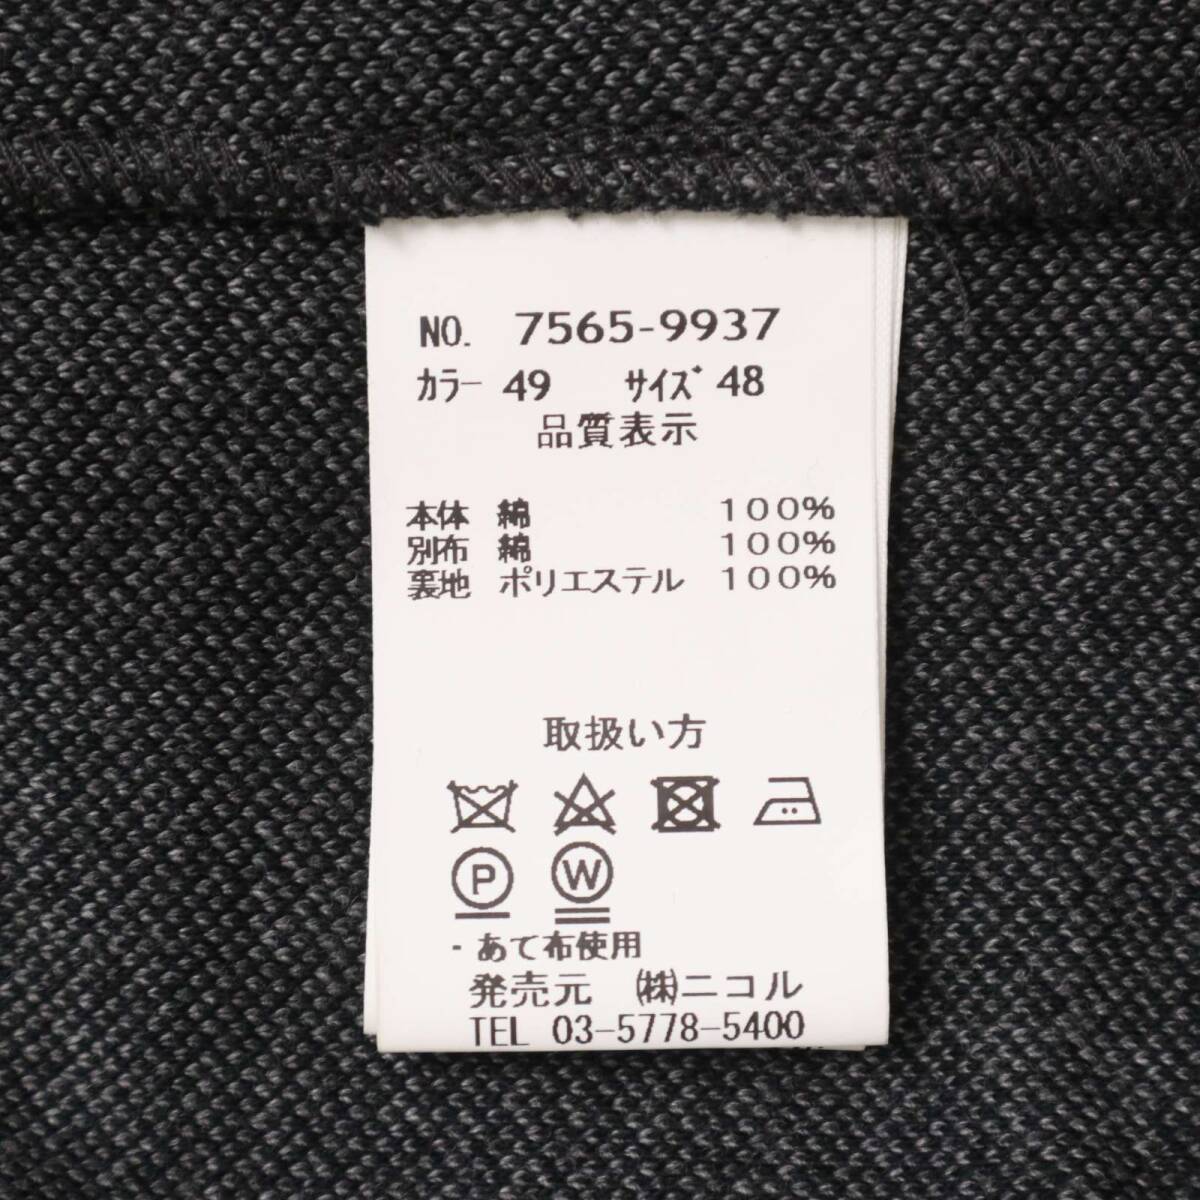 NO. 7565-9937
カラー 49 サイズ 48
品質表示
本体 綿 100%
別布 綿 100%
裏地 ポリエステル 100%
取扱い方
P W
・あて布使用
発売元 ㈱ニコル
TEL 03-5778-5400